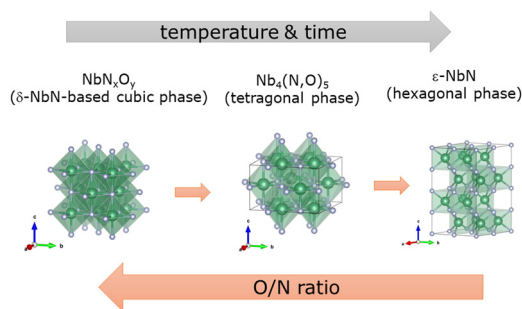 temperature & time
NbNxOy
(δ-NbN-based cubic phase)
Nb4(N,O)5
(tetragonal phase)
ε-NbN
(hexagonal phase)
c
a
b
c
a
b
c
a
b
O/N ratio